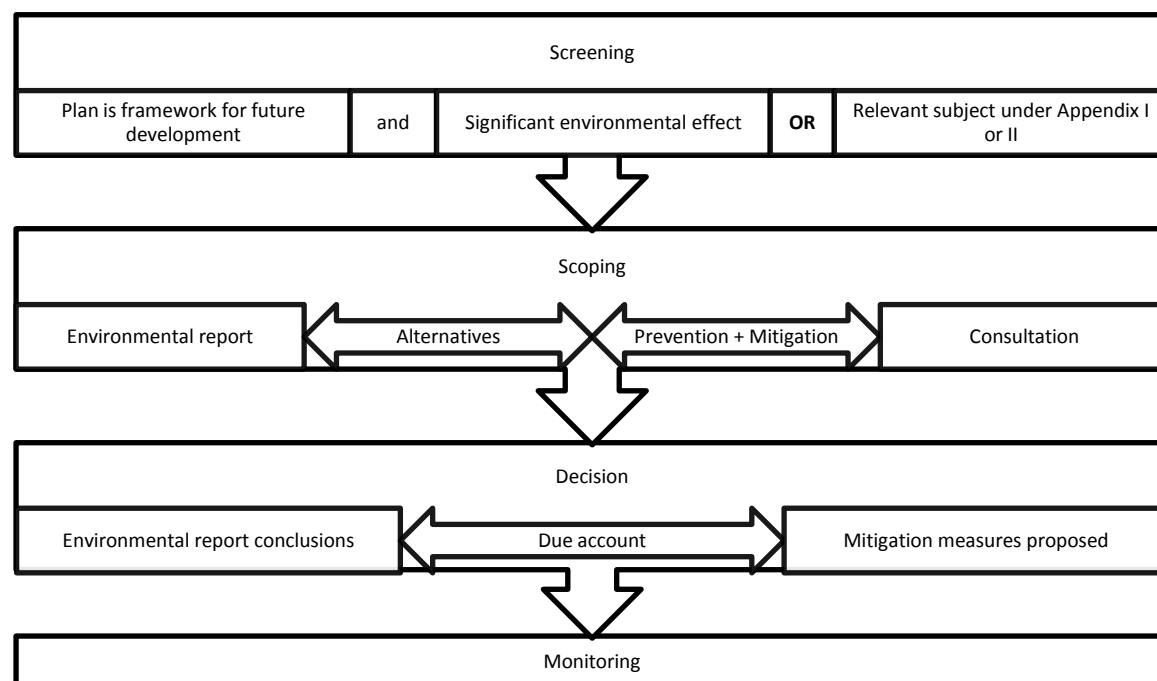 Screening
Plan is framework for future
development
and
Significant environmental effect
OR
Relevant subject under Appendix I
or II
Scoping
Environmental report
Alternatives
Prevention + Mitigation
Consultation
Decision
Environmental report conclusions
Due account
Mitigation measures proposed
Monitoring